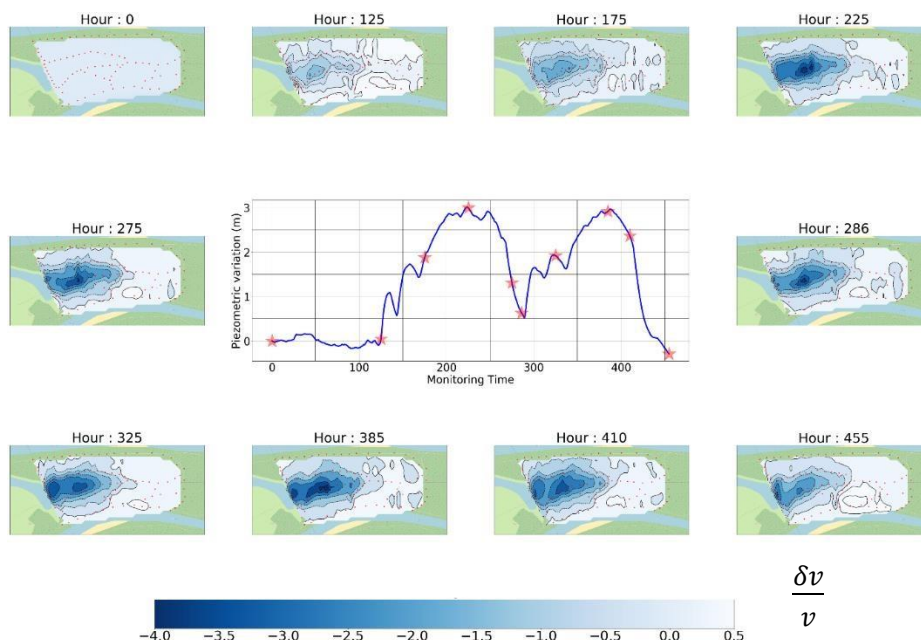 Hour : 0
Hour : 125
Hour : 175
Hour : 225
Hour : 275
Hour : 286
Piezometric variation (m)
3
2
1
0
0
100
200
300
400
Monitoring Time
Hour : 325
Hour : 385
Hour : 410
Hour : 455
δv
v
−4.0
−3.5
−3.0
−2.5
−2.0
−1.5
−1.0
−0.5
0.0
0.5